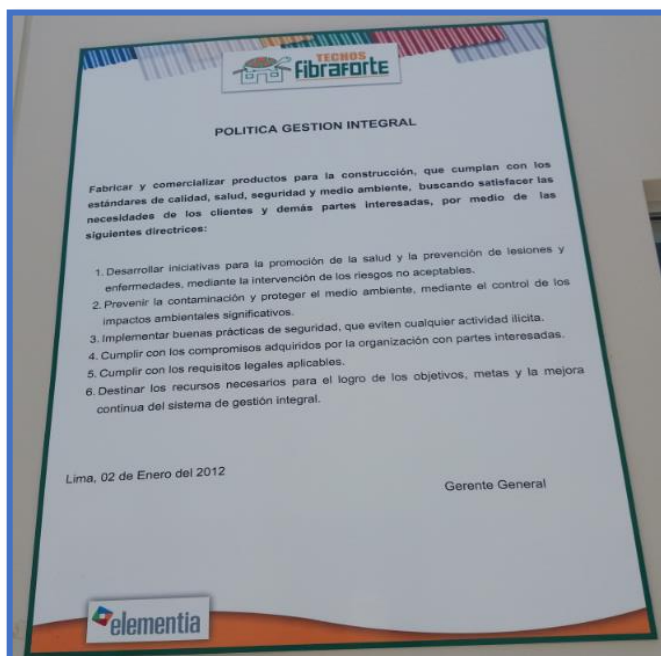 TECHOS
Fibraforte
POLITICA GESTION INTEGRAL
Fabricar y comercializar productos para la construcción, que cumplan con los
estándares de calidad, salud, seguridad y medio ambiente, buscando satisfacer las
necesidades de los clientes y demás partes interesadas, por medio de las
siguientes directrices:
1. Desarrollar iniciativas para la promoción de la salud y la prevención de lesiones y
enfermedades, mediante la intervención de los riesgos no aceptables.
2. Prevenir la contaminación y proteger el medio ambiente, mediante el control de los
impactos ambientales significativos.
3. Implementar buenas prácticas de seguridad, que eviten cualquier actividad ilícita.
4. Cumplir con los compromisos adquiridos por la organización con partes interesadas.
5. Cumplir con los requisitos legales aplicables.
6. Destinar los recursos necesarios para el logro de los objetivos, metas y la mejora
continua del sistema de gestión integral.
Lima, 02 de Enero del 2012
Gerente General
elementia